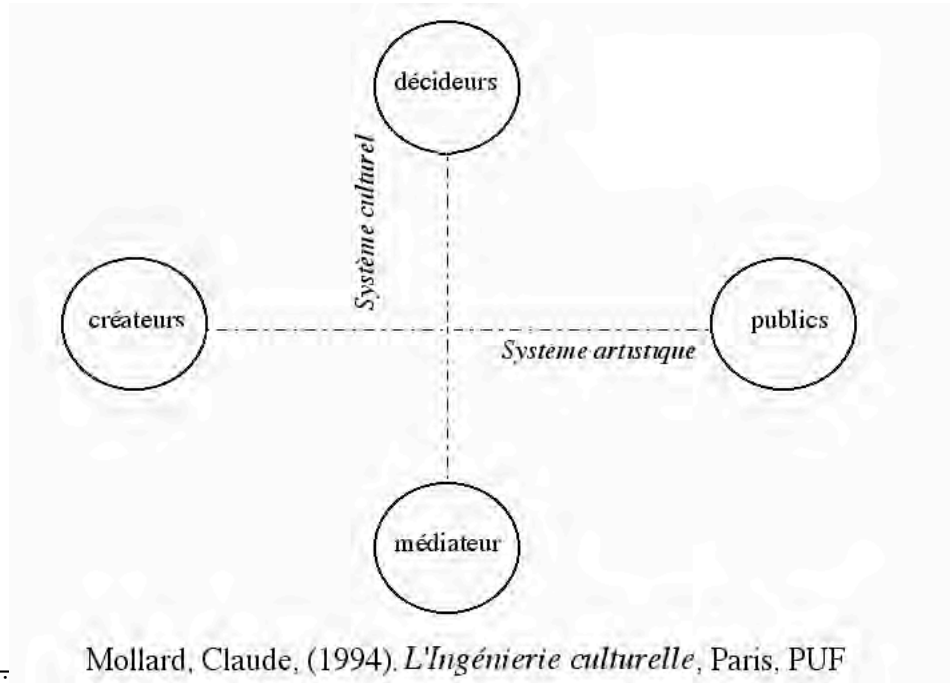 décideurs
Système culturel
créateurs
publics
Systeme artistique
médiateur
Mollard, Claude, (1994). L'Ingénierie culturelle, Paris, PUF